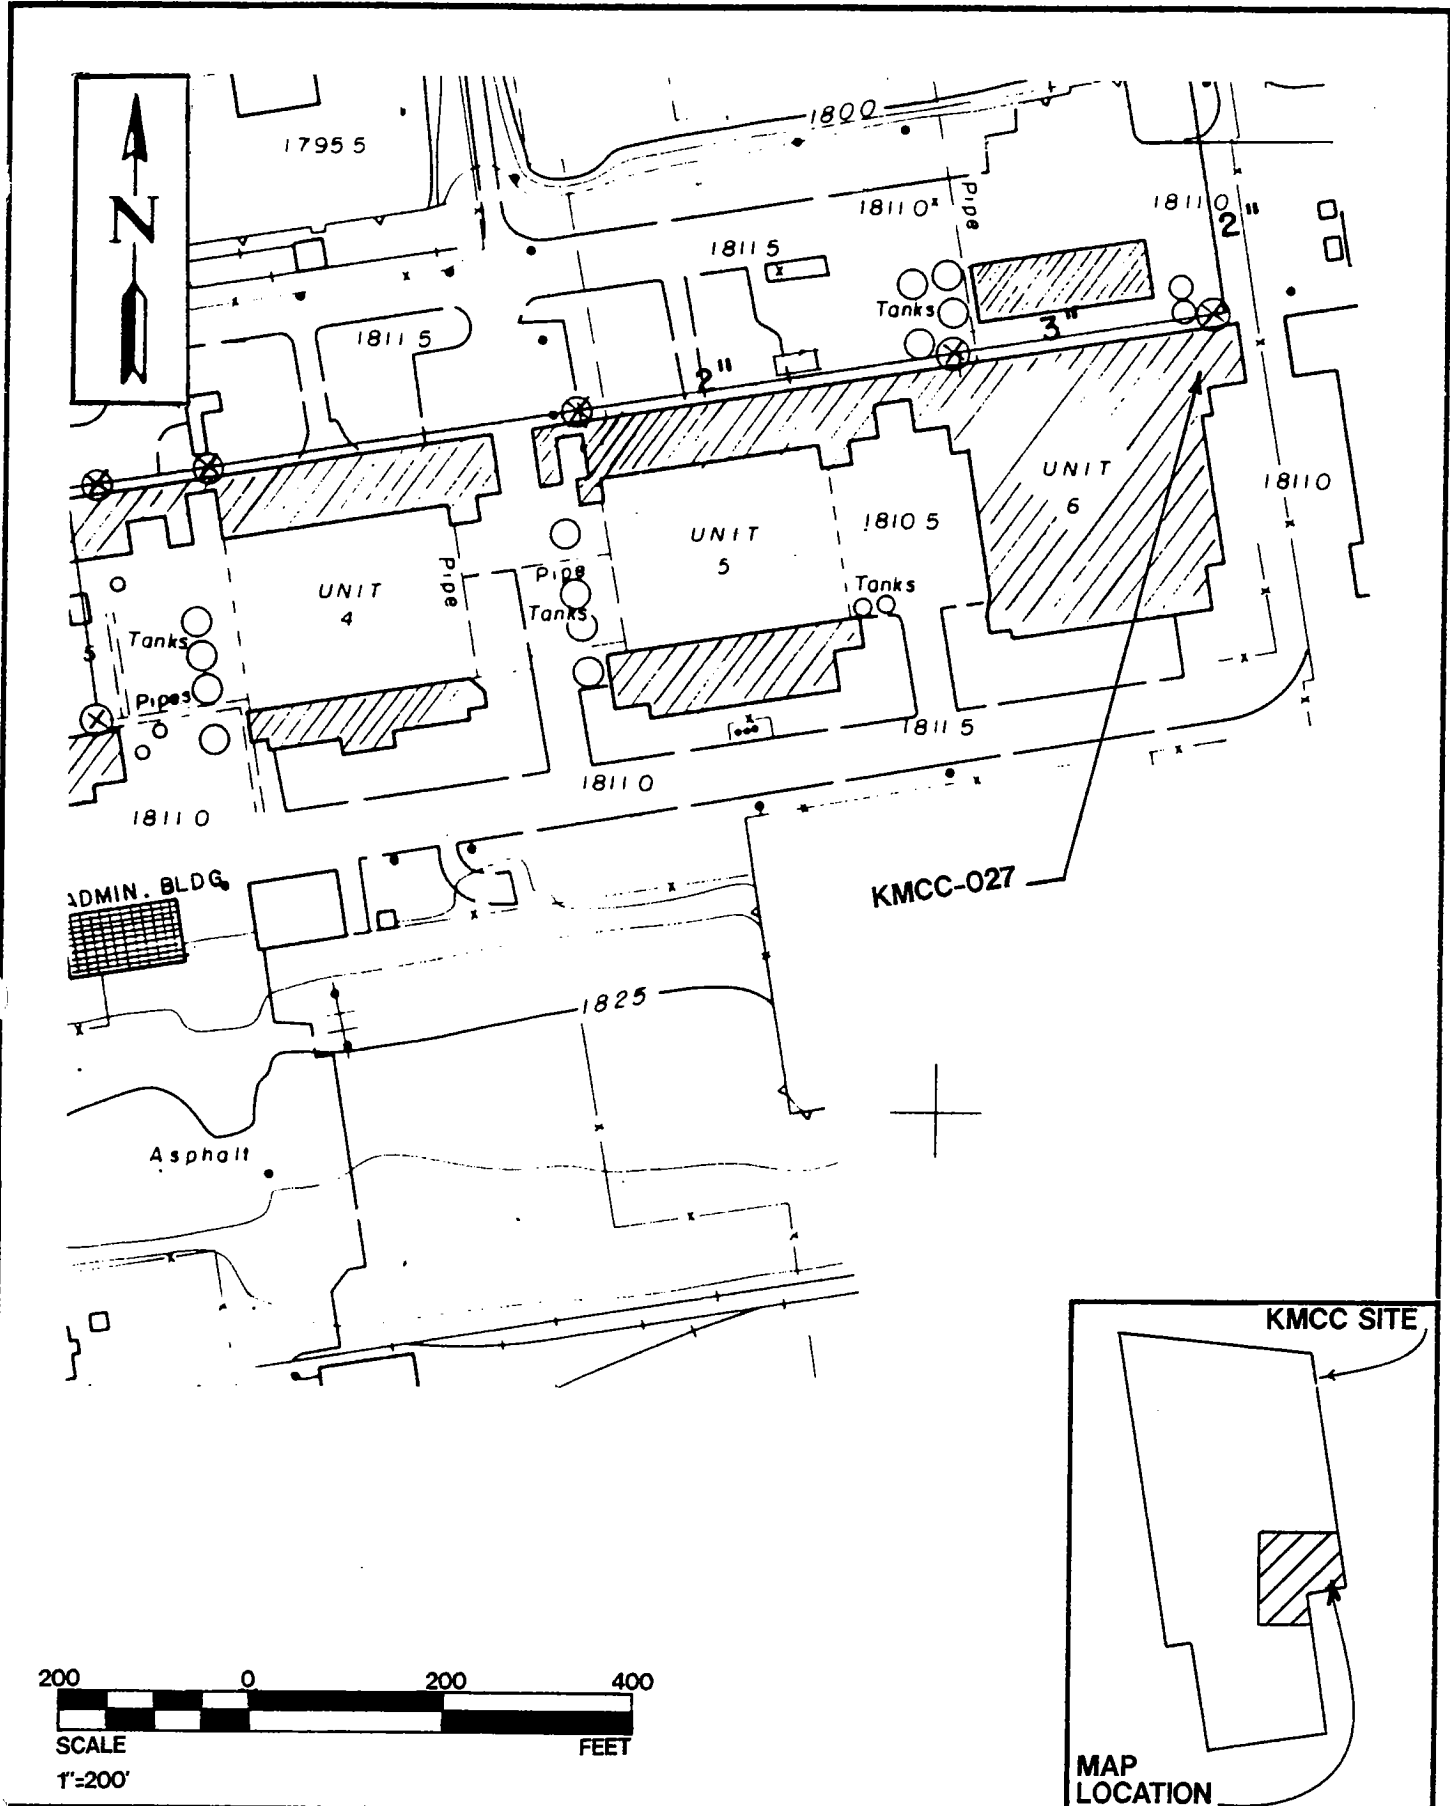 1800
1795 5
N
1811 0
Pipe
1811 0
2"
1811 5
Tanks
1811 5
3"
2"
UNIT
6
1811 0
UNIT
5
1810 5
UNIT
4
Pipe
Pipe
Tanks
Tanks
Tanks
5
Pipes
1811 5
1811 0
1811 0
ADMIN. BLDG.
KMCC-027
1825
Asphalt
KMCC SITE
200 0 200 400
SCALE FEET
1"=200'
MAP
LOCATION